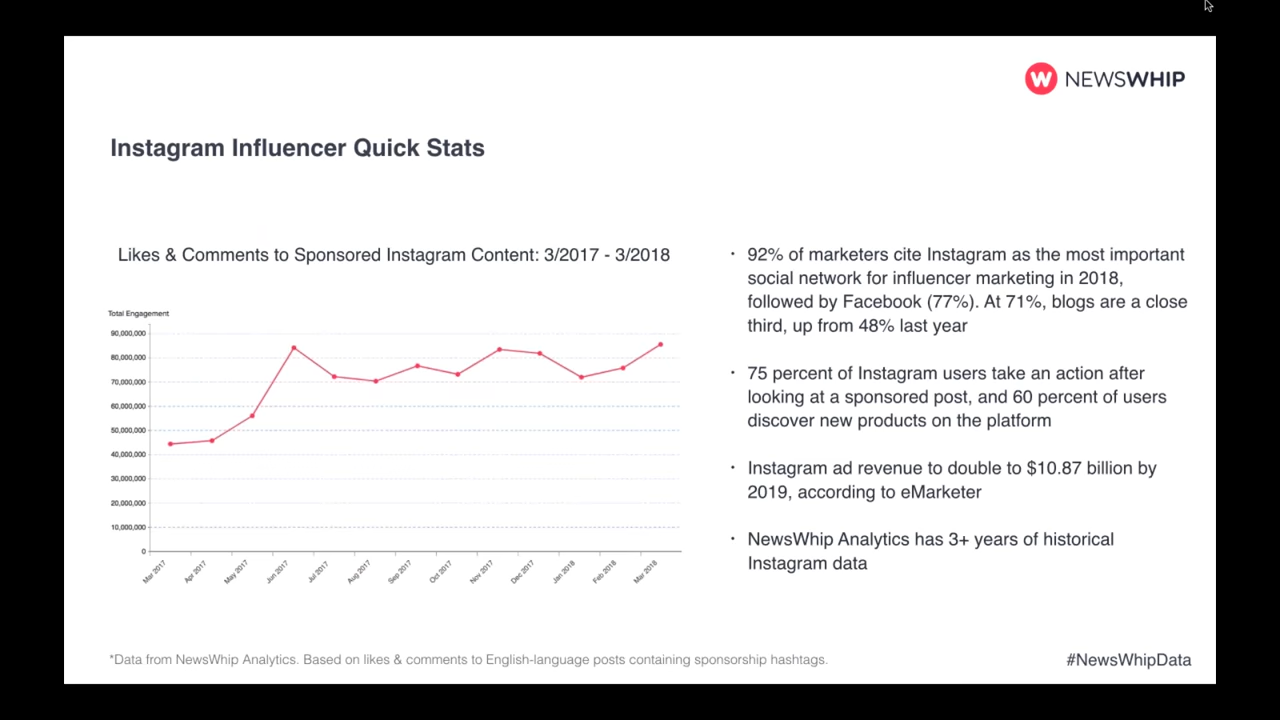 NEWSWHIP
Instagram Influencer Quick Stats
Likes & Comments to Sponsored Instagram Content: 3/2017 - 3/2018
Total Engagement
90,000,000
80,000,000
70,000,000
60,000,000
50,000,000
40,000,000
30,000,000
20,000,000
10,000,000
0
Mar 2017
Apr 2017
May 2017
Jun 2017
Jul 2017
Aug 2017
Sep 2017
Oct 2017
Nov 2017
Dec 2017
Jan 2018
Feb 2018
Mar 2018
· 92% of marketers cite Instagram as the most important
social network for influencer marketing in 2018,
followed by Facebook (77%). At 71%, blogs are a close
third, up from 48% last year
· 75 percent of Instagram users take an action after
looking at a sponsored post, and 60 percent of users
discover new products on the platform
· Instagram ad revenue to double to $10.87 billion by
2019, according to eMarketer
· NewsWhip Analytics has 3+ years of historical
Instagram data
*Data from NewsWhip Analytics. Based on likes & comments to English-language posts containing sponsorship hashtags.
#NewsWhipData